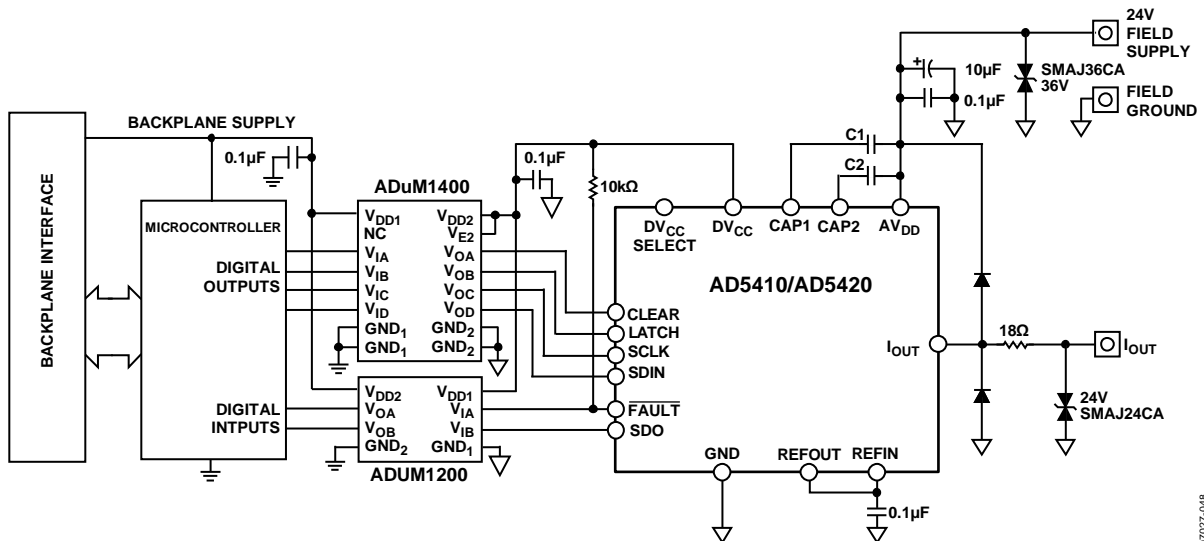 24V
FIELD
SUPPLY
10µF
SMAJ36CA
36V
0.1µF
FIELD
GROUND
BACKPLANE SUPPLY
0.1µF
0.1µF
10kΩ
C1
C2
BACKPLANE INTERFACE
MICROCONTROLLER
DIGITAL
OUTPUTS
DIGITAL
INTPUTS
ADuM1400
VDD1
NC
VIA
VIB
VIC
VID
GND1
GND1
VDD2
VE2
VOA
VOB
VOC
VOD
GND2
GND2
VDD2
VOA
VOB
GND2
VDD1
VIA
VIB
GND1
ADUM1200
DVCC
SELECT
DVCC
CAP1
CAP2
AVDD
AD5410/AD5420
CLEAR
LATCH
SCLK
SDIN
FAULT
SDO
IOUT
18Ω
IOUT
24V
SMAJ24CA
GND
REFOUT
REFIN
0.1µF
07027-048